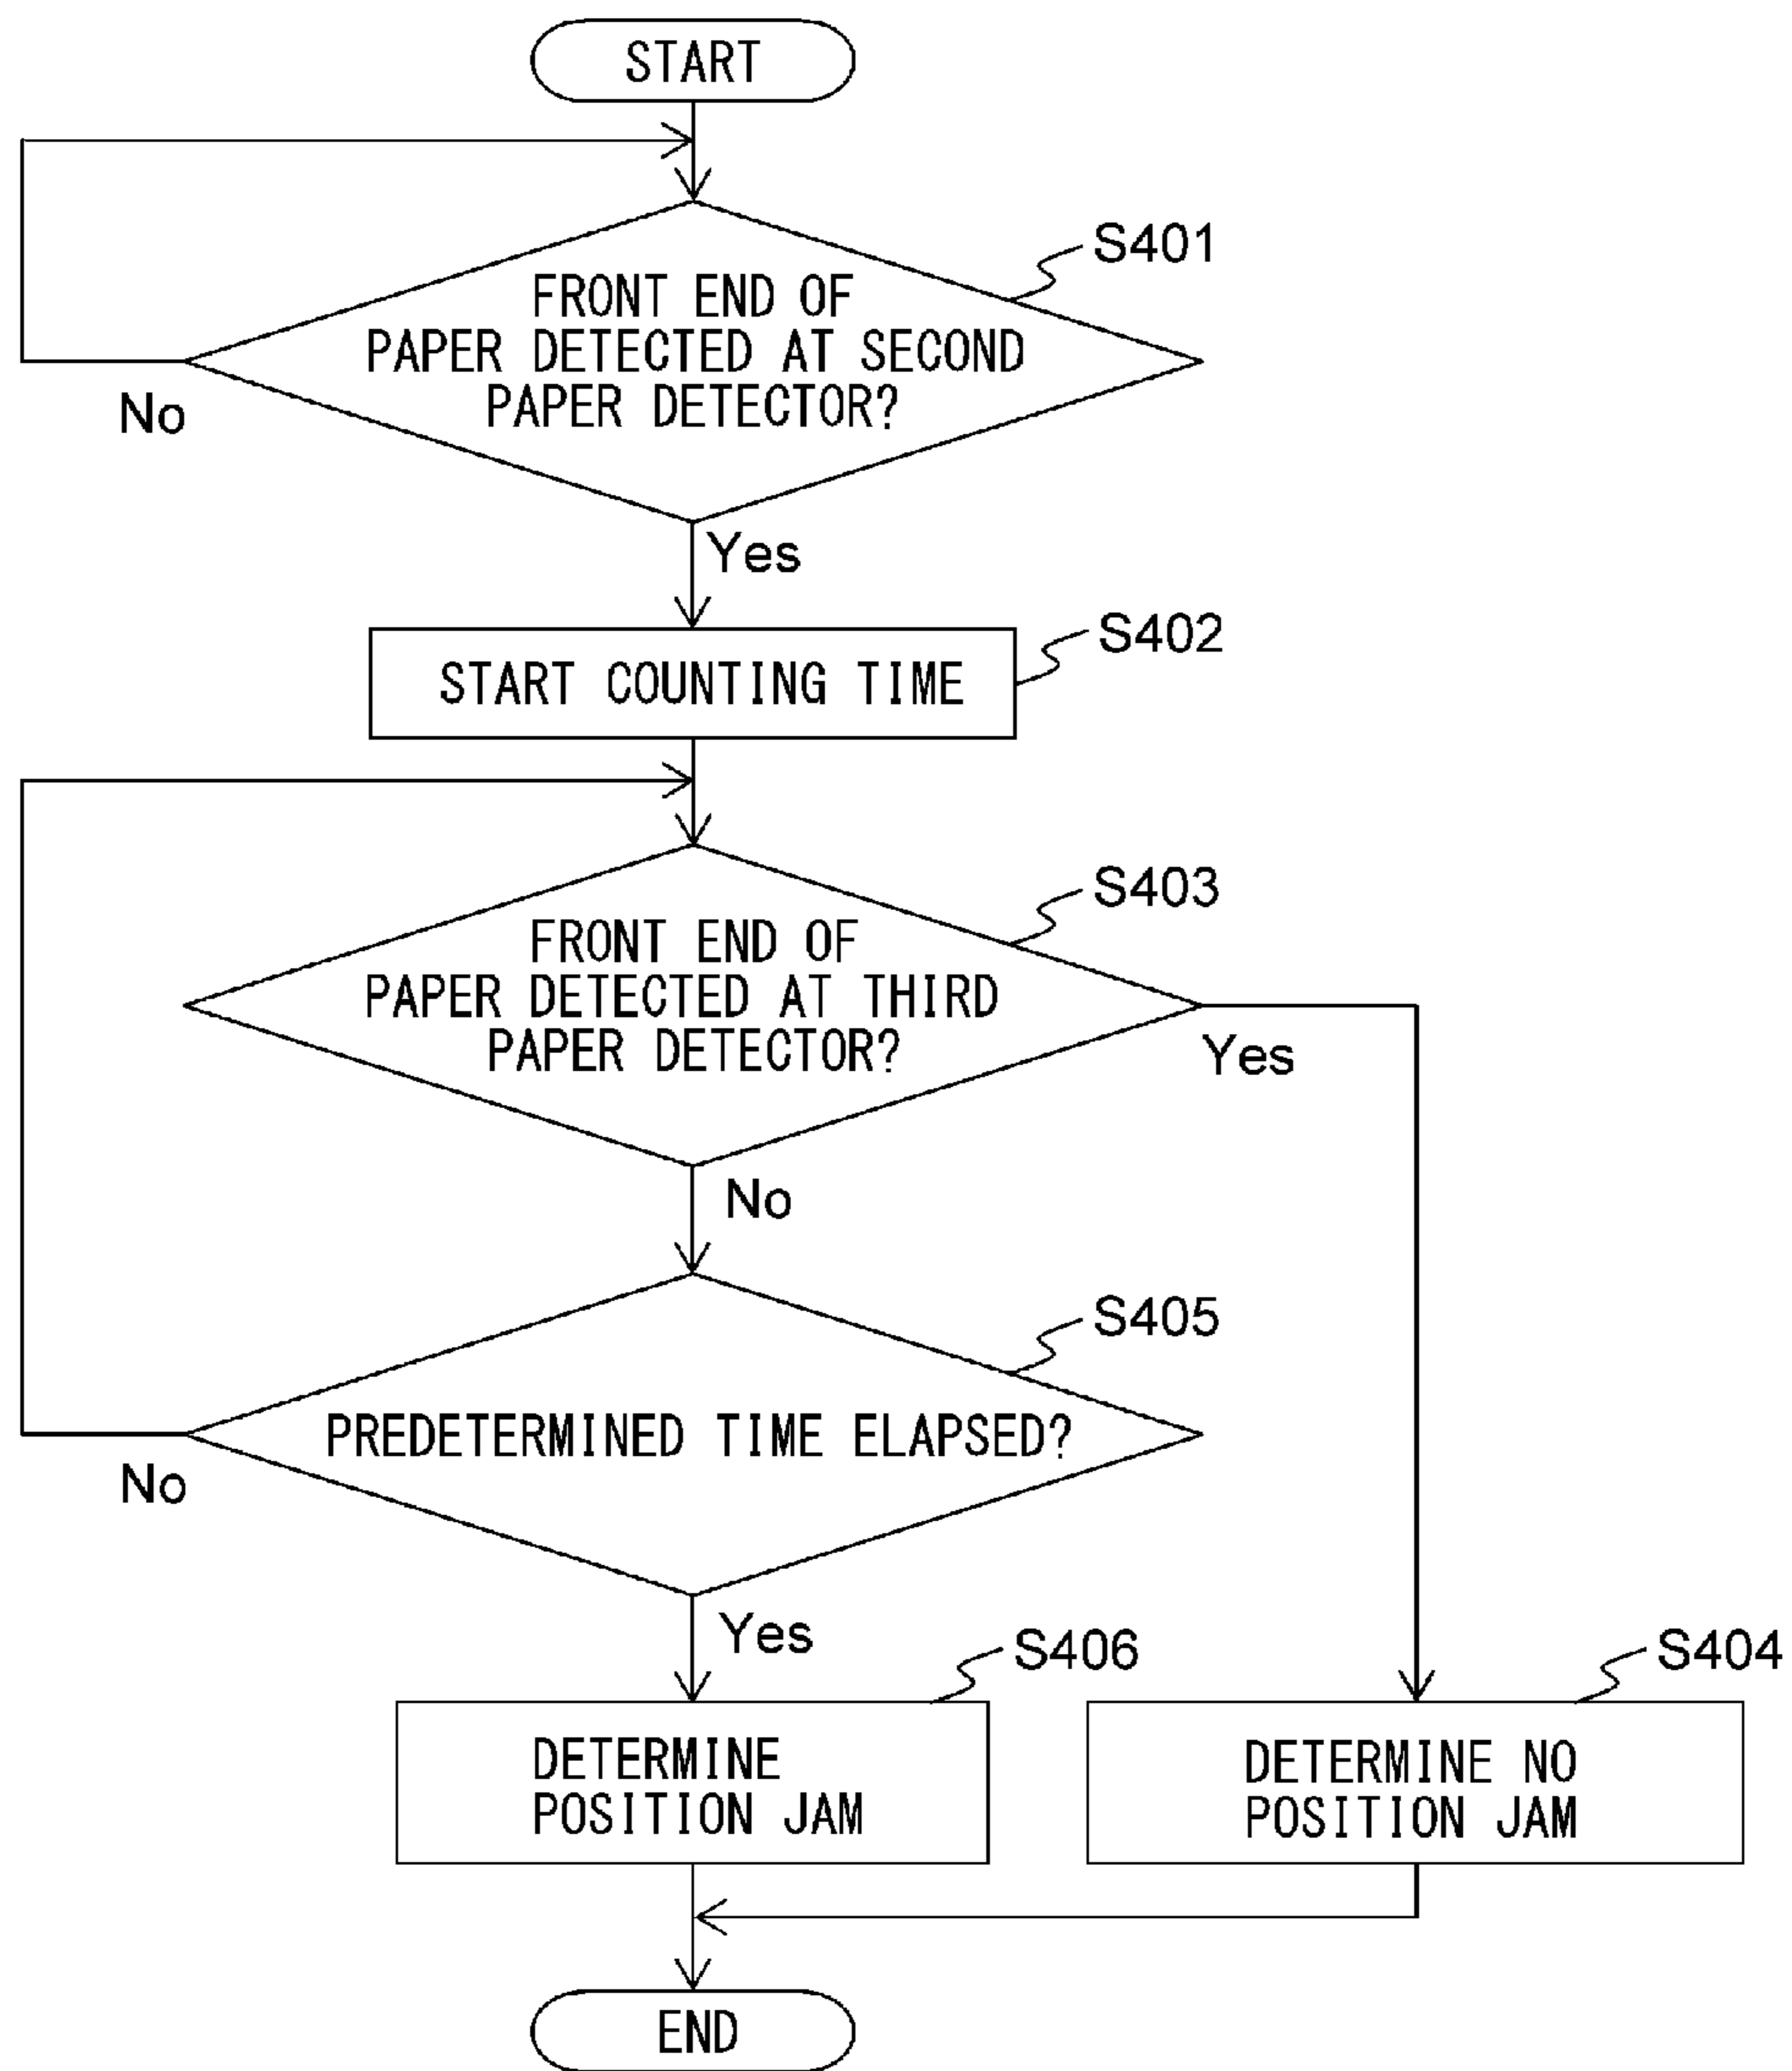 START
S401
FRONT END OF
PAPER DETECTED AT SECOND
PAPER DETECTOR?
No
Yes
S402
START COUNTING TIME
S403
FRONT END OF
PAPER DETECTED AT THIRD
PAPER DETECTOR?
Yes
No
S405
PREDETERMINED TIME ELAPSED?
No
Yes
S406
DETERMINE
POSITION JAM
S404
DETERMINE NO
POSITION JAM
END